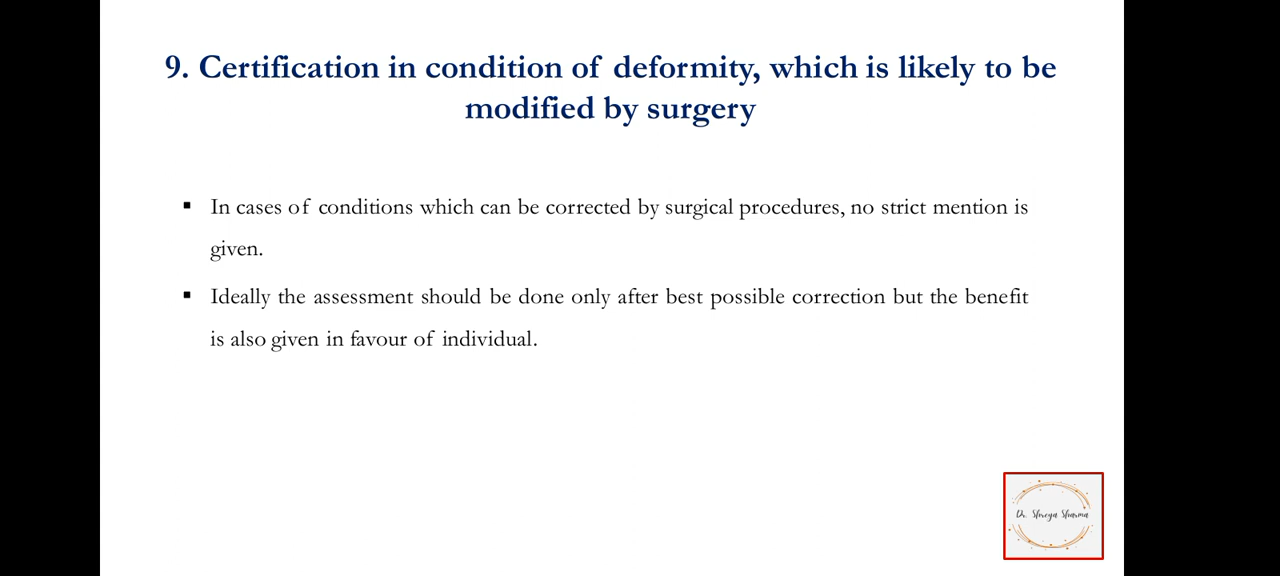 9. Certification in condition of deformity, which is likely to be
modified by surgery
▪ In cases of conditions which can be corrected by surgical procedures, no strict mention is
given.
▪ Ideally the assessment should be done only after best possible correction but the benefit
is also given in favour of individual.
Dr. Shreya Sharma